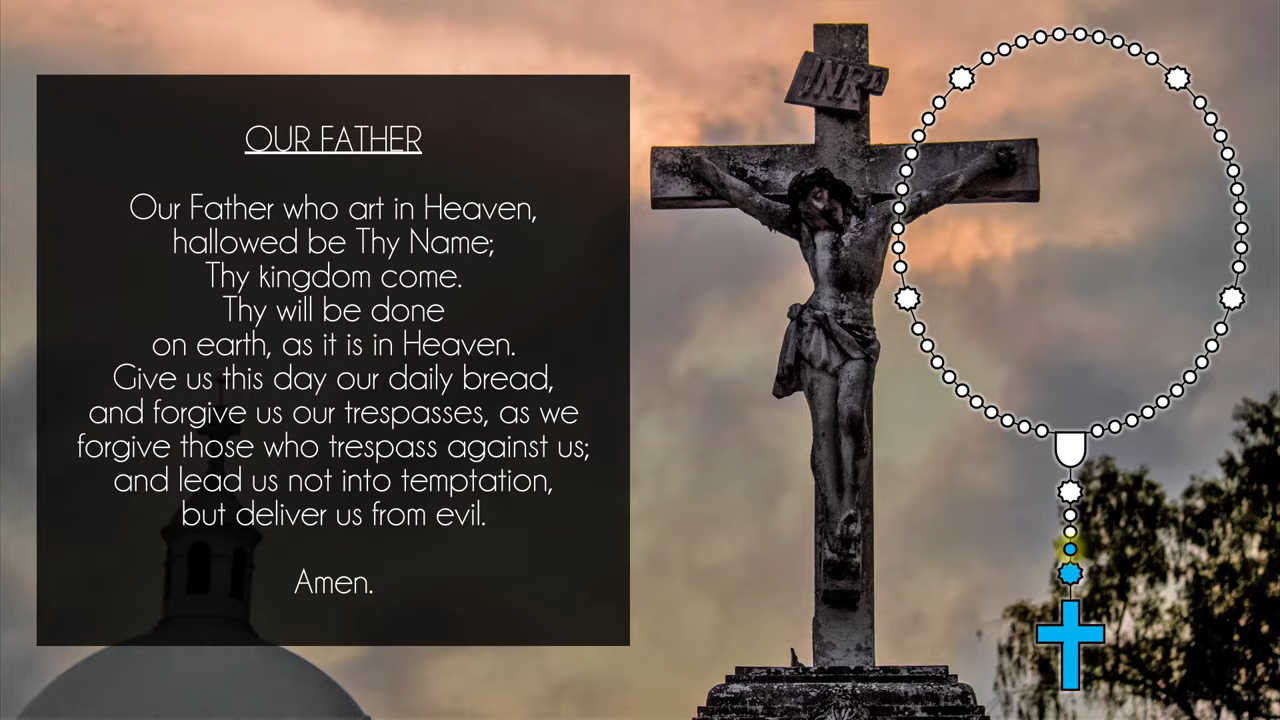 OUR FATHER
Our Father who art in Heaven,
hallowed be Thy Name;
Thy kingdom come.
Thy will be done
on earth, as it is in Heaven.
Give us this day our daily bread,
and forgive us our trespasses, as we
forgive those who trespass against us;
and lead us not into temptation,
but deliver us from evil.
Amen.
INRI